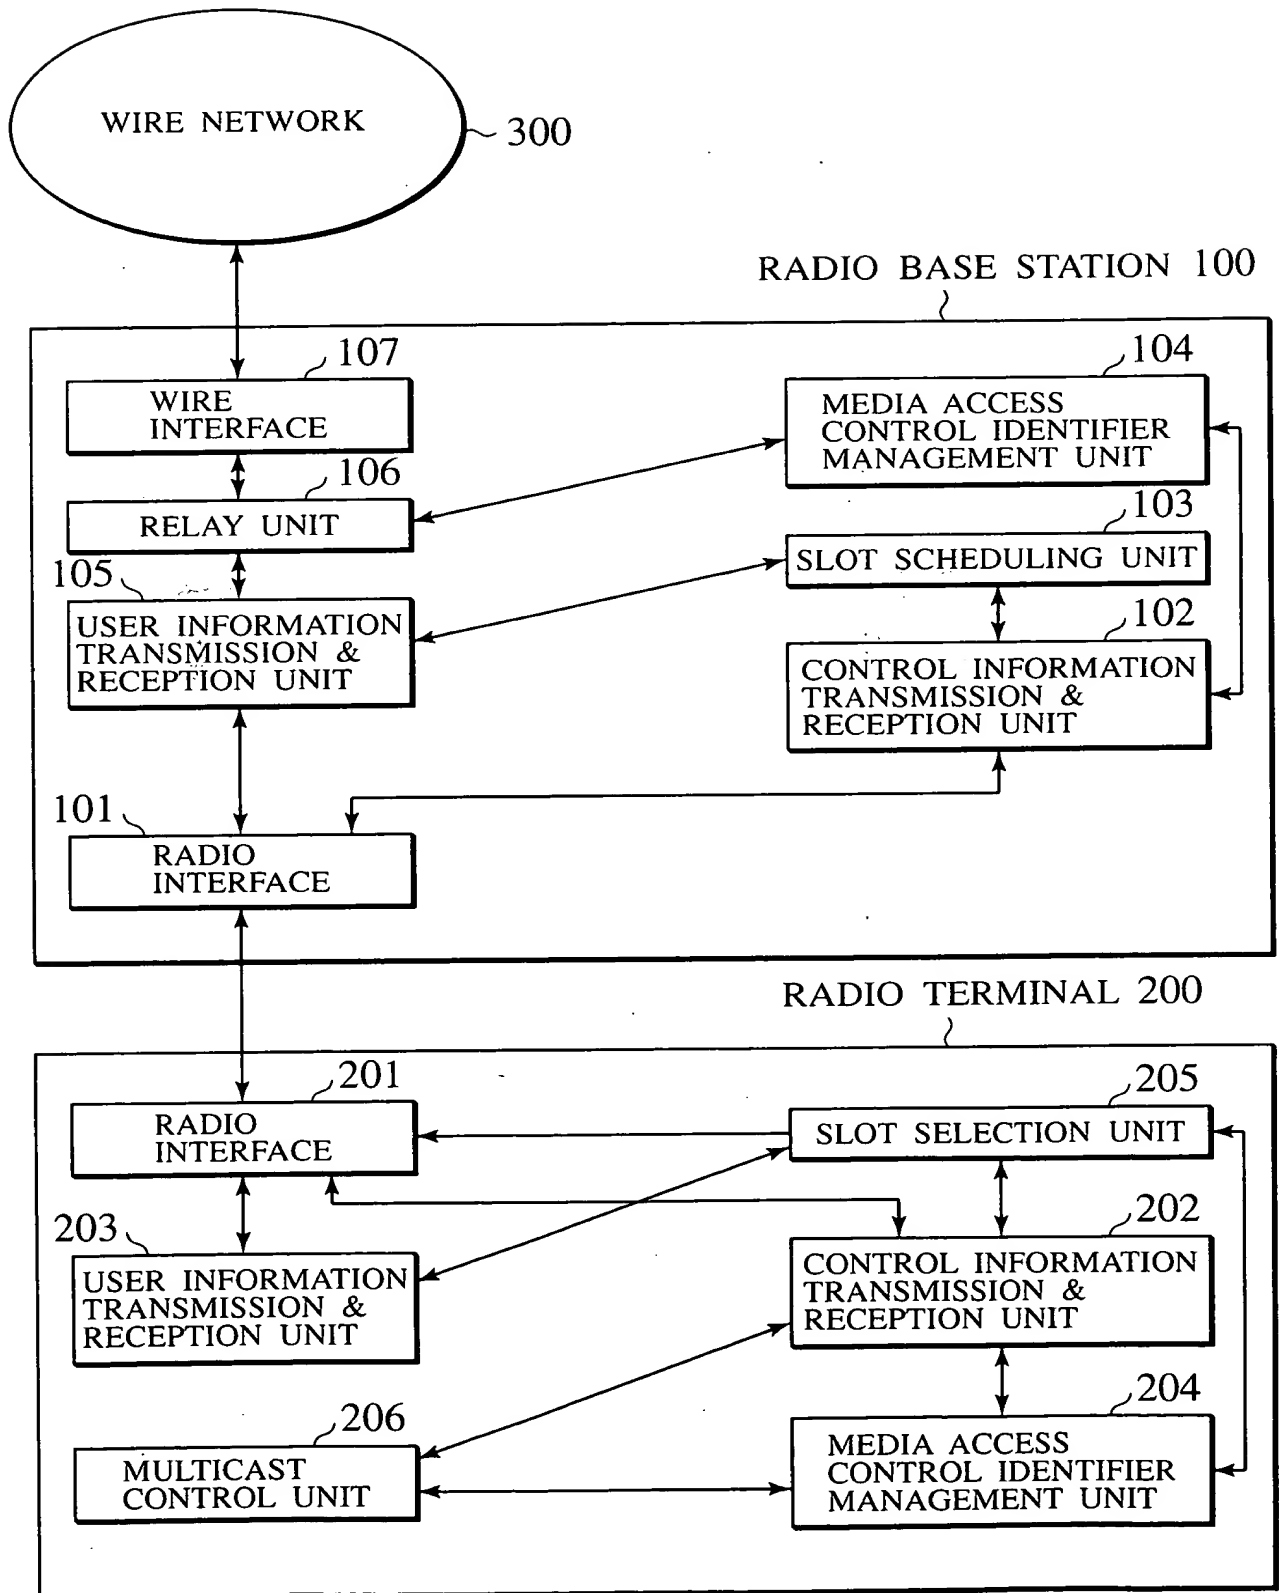 WIRE NETWORK
300
RADIO BASE STATION 100
107
WIRE
INTERFACE
104
MEDIA ACCESS
CONTROL IDENTIFIER
MANAGEMENT UNIT
106
RELAY UNIT
103
SLOT SCHEDULING UNIT
105
USER INFORMATION
TRANSMISSION &
RECEPTION UNIT
102
CONTROL INFORMATION
TRANSMISSION &
RECEPTION UNIT
101
RADIO
INTERFACE
RADIO TERMINAL 200
201
RADIO
INTERFACE
205
SLOT SELECTION UNIT
203
USER INFORMATION
TRANSMISSION &
RECEPTION UNIT
202
CONTROL INFORMATION
TRANSMISSION &
RECEPTION UNIT
206
MULTICAST
CONTROL UNIT
204
MEDIA ACCESS
CONTROL IDENTIFIER
MANAGEMENT UNIT